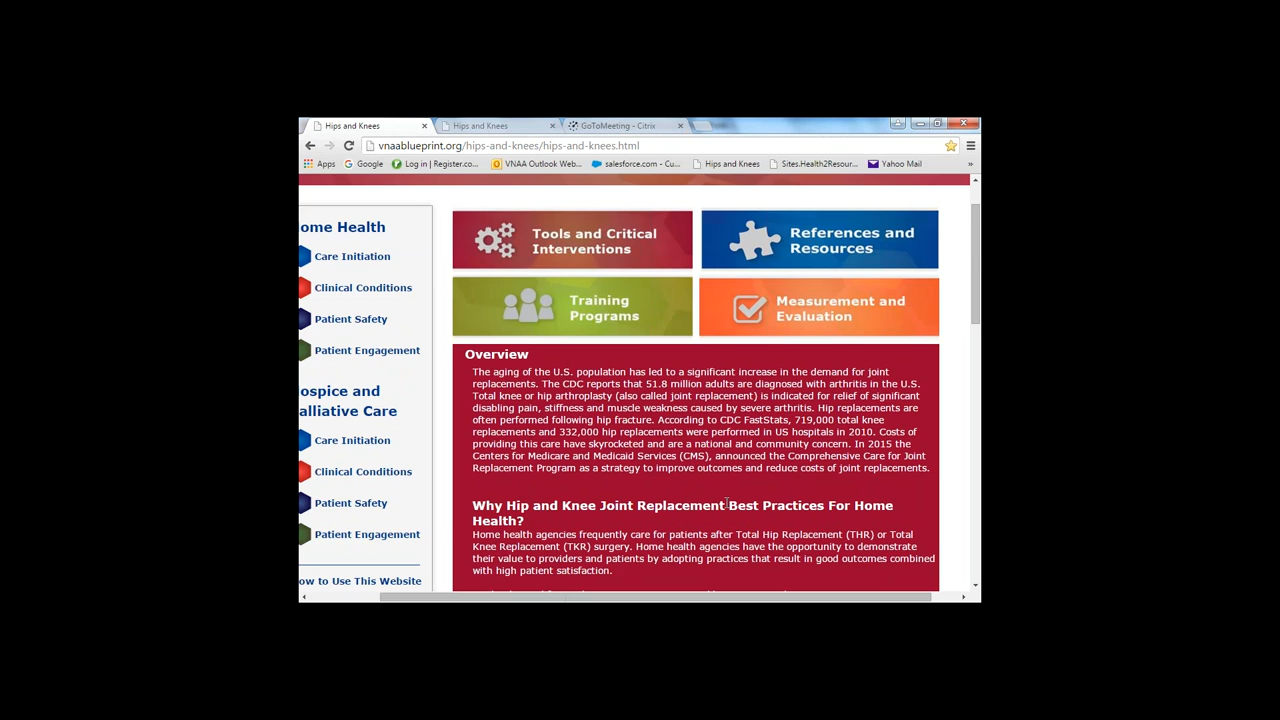 Hips and Knees
Hips and Knees
GoToMeeting - Citrix
vnaablueprint.org/hips-and-knees/hips-and-knees.html
Apps
Google
Log in | Register.co...
VNAA Outlook Web...
salesforce.com - Cu...
Hips and Knees
Sites.Health2Resour...
Yahoo Mail
»
ome Health
Care Initiation
Clinical Conditions
Patient Safety
Patient Engagement
ospice and
alliative Care
Care Initiation
Clinical Conditions
Patient Safety
Patient Engagement
ow to Use This Website
Tools and Critical
Interventions
References and
Resources
Training
Programs
Measurement and
Evaluation
Overview
The aging of the U.S. population has led to a significant increase in the demand for joint
replacements. The CDC reports that 51.8 million adults are diagnosed with arthritis in the U.S.
Total knee or hip arthroplasty (also called joint replacement) is indicated for relief of significant
disabling pain, stiffness and muscle weakness caused by severe arthritis. Hip replacements are
often performed following hip fracture. According to CDC FastStats, 719,000 total knee
replacements and 332,000 hip replacements were performed in US hospitals in 2010. Costs of
providing this care have skyrocketed and are a national and community concern. In 2015 the
Centers for Medicare and Medicaid Services (CMS), announced the Comprehensive Care for Joint
Replacement Program as a strategy to improve outcomes and reduce costs of joint replacements.
Why Hip and Knee Joint Replacement Best Practices For Home
Health?
Home health agencies frequently care for patients after Total Hip Replacement (THR) or Total
Knee Replacement (TKR) surgery. Home health agencies have the opportunity to demonstrate
their value to providers and patients by adopting practices that result in good outcomes combined
with high patient satisfaction.